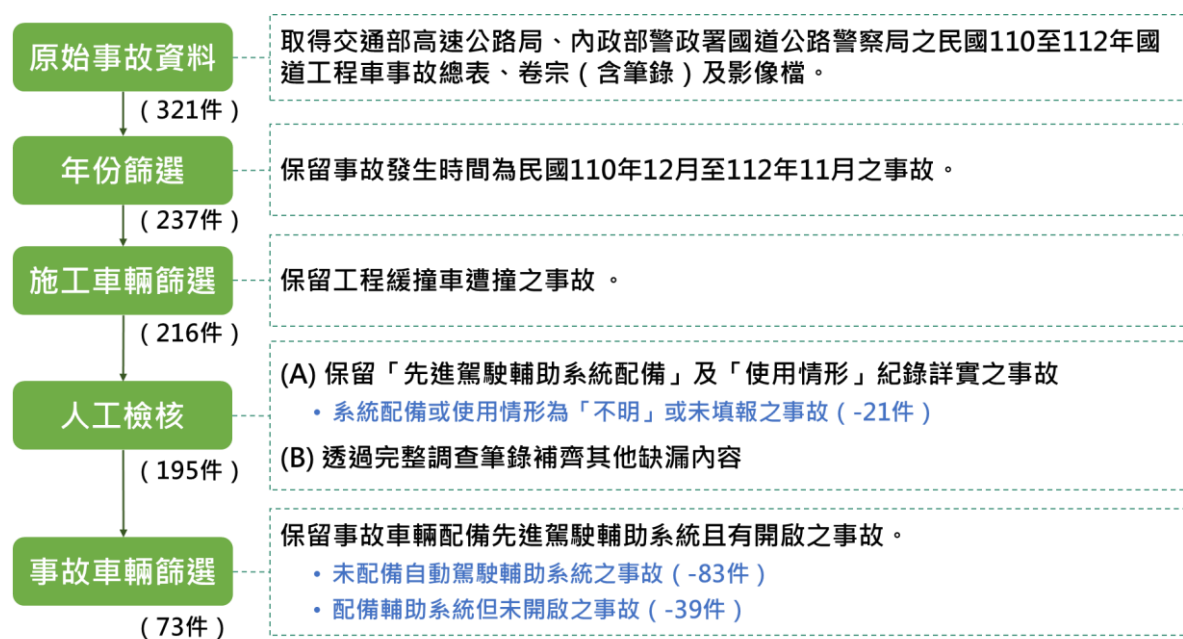 原始事故資料
(321件)
取得交通部高速公路局、內政部警政署國道公路警察局之民國110至112年國
道工程車事故總表、卷宗(含筆錄)及影像檔。
年份篩選
(237件)
保留事故發生時間為民國110年12月至112年11月之事故。
施工車輛篩選
(216件)
保留工程緩撞車遭撞之事故。
人工檢核
(195件)
(A) 保留「先進駕駛輔助系統配備」及「使用情形」紀錄詳實之事故
• 系統配備或使用情形為「不明」或未填報之事故(-21件)
(B) 透過完整調查筆錄補齊其他缺漏內容
事故車輛篩選
(73件)
保留事故車輛配備先進駕駛輔助系統且有開啟之事故。
• 未配備自動駕駛輔助系統之事故(-83件)
• 配備輔助系統但未開啟之事故(-39件)